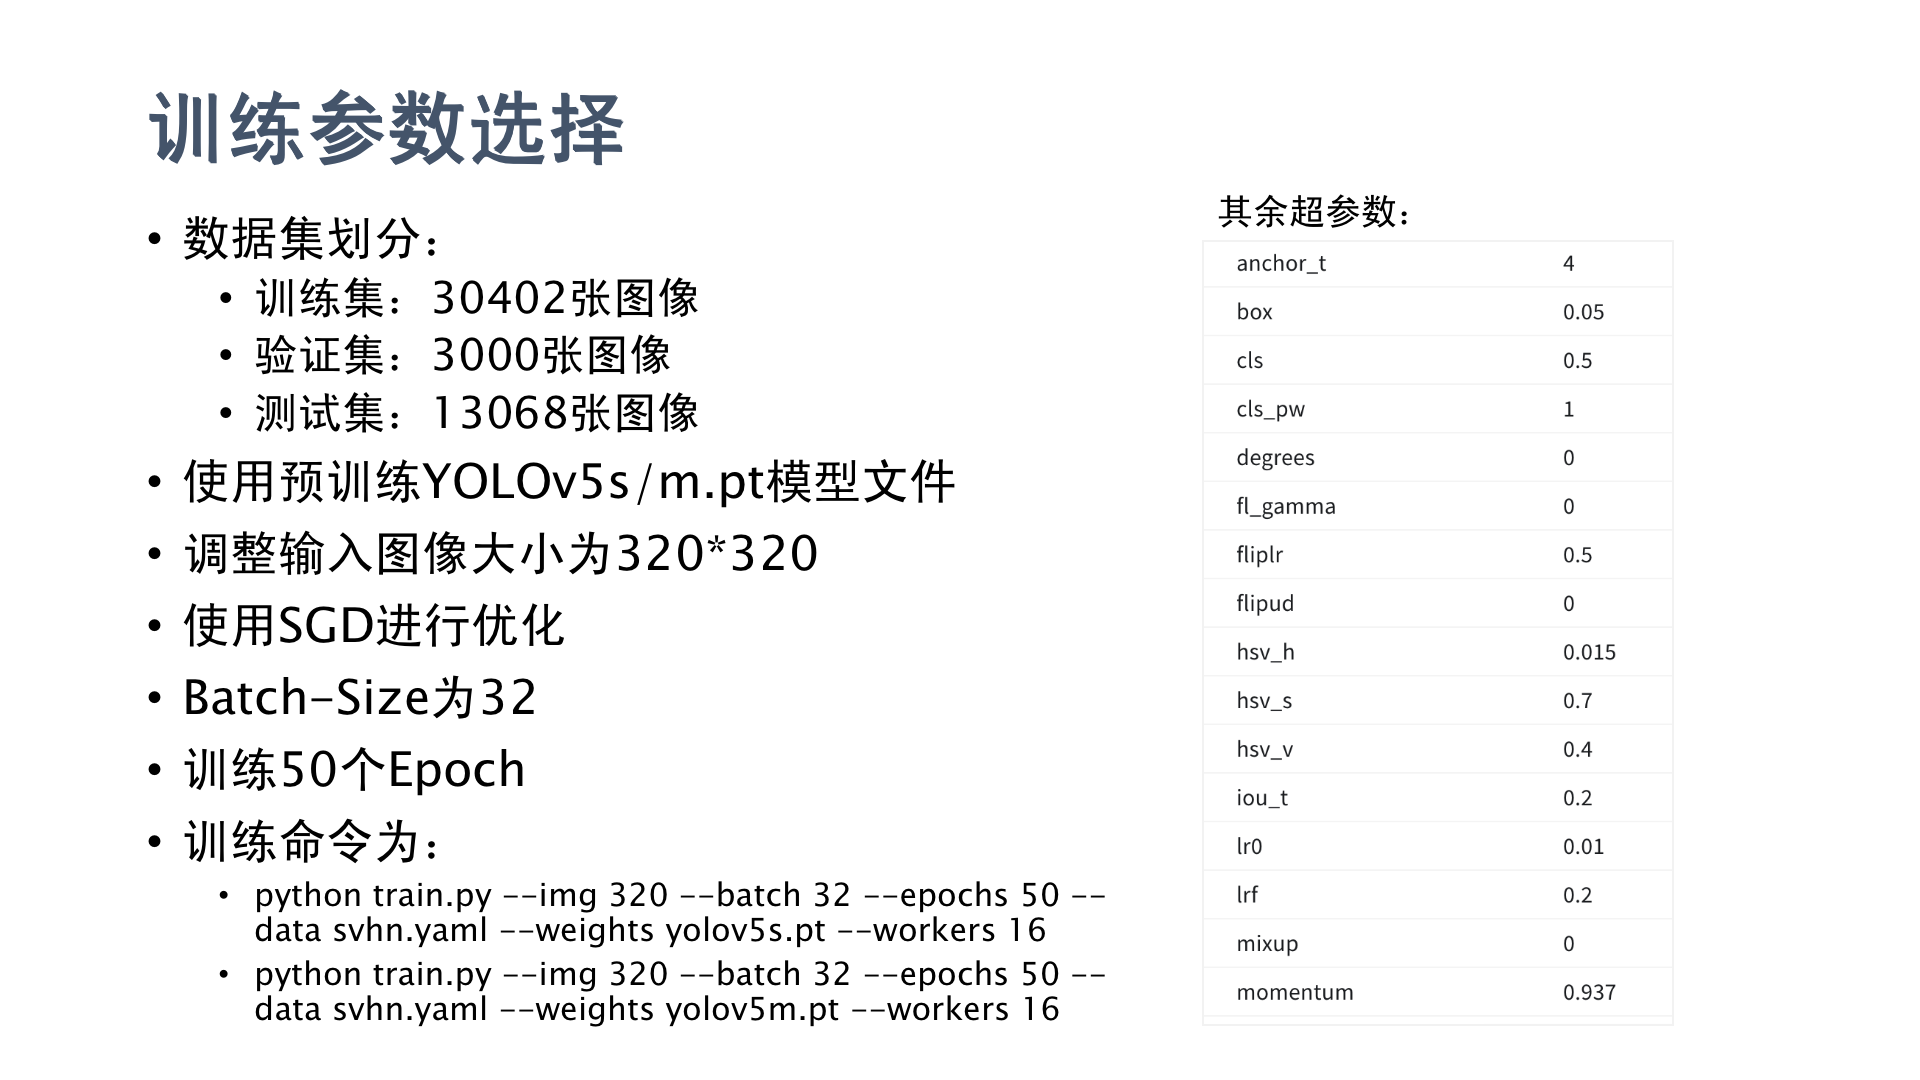 训练参数选择
• 数据集划分：
• 训练集：30402张图像
• 验证集：3000张图像
• 测试集：13068张图像
• 使用预训练YOLOv5s/m.pt模型文件
• 调整输入图像大小为320*320
• 使用SGD进行优化
• Batch-Size为32
• 训练50个Epoch
• 训练命令为：
• python train.py --img 320 --batch 32 --epochs 50 --
data svhn.yaml --weights yolov5s.pt --workers 16
• python train.py --img 320 --batch 32 --epochs 50 --
data svhn.yaml --weights yolov5m.pt --workers 16
其余超参数：
anchor_t 4
box 0.05
cls 0.5
cls_pw 1
degrees 0
fl_gamma 0
fliplr 0.5
flipud 0
hsv_h 0.015
hsv_s 0.7
hsv_v 0.4
iou_t 0.2
lr0 0.01
lrf 0.2
mixup 0
momentum 0.937